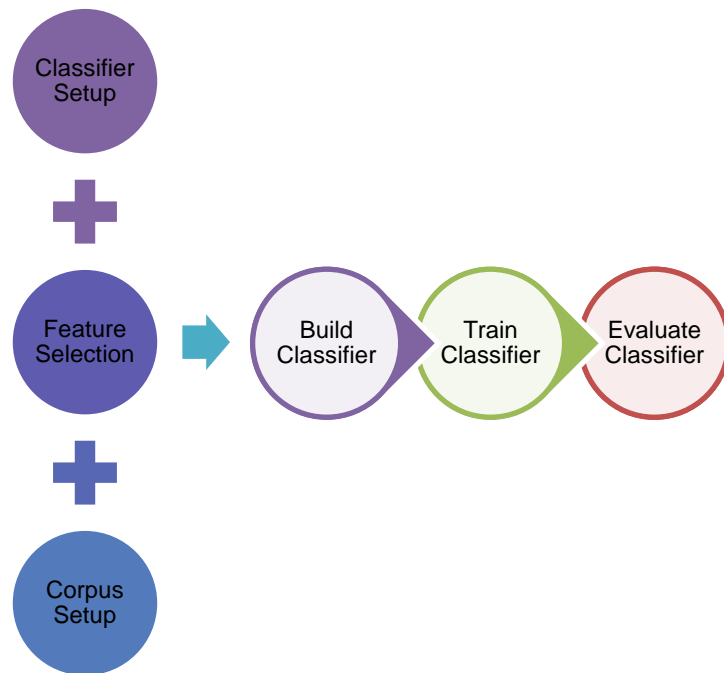 Classifier
Setup
Feature
Selection
Build
Classifier
Train
Classifier
Evaluate
Classifier
Corpus
Setup